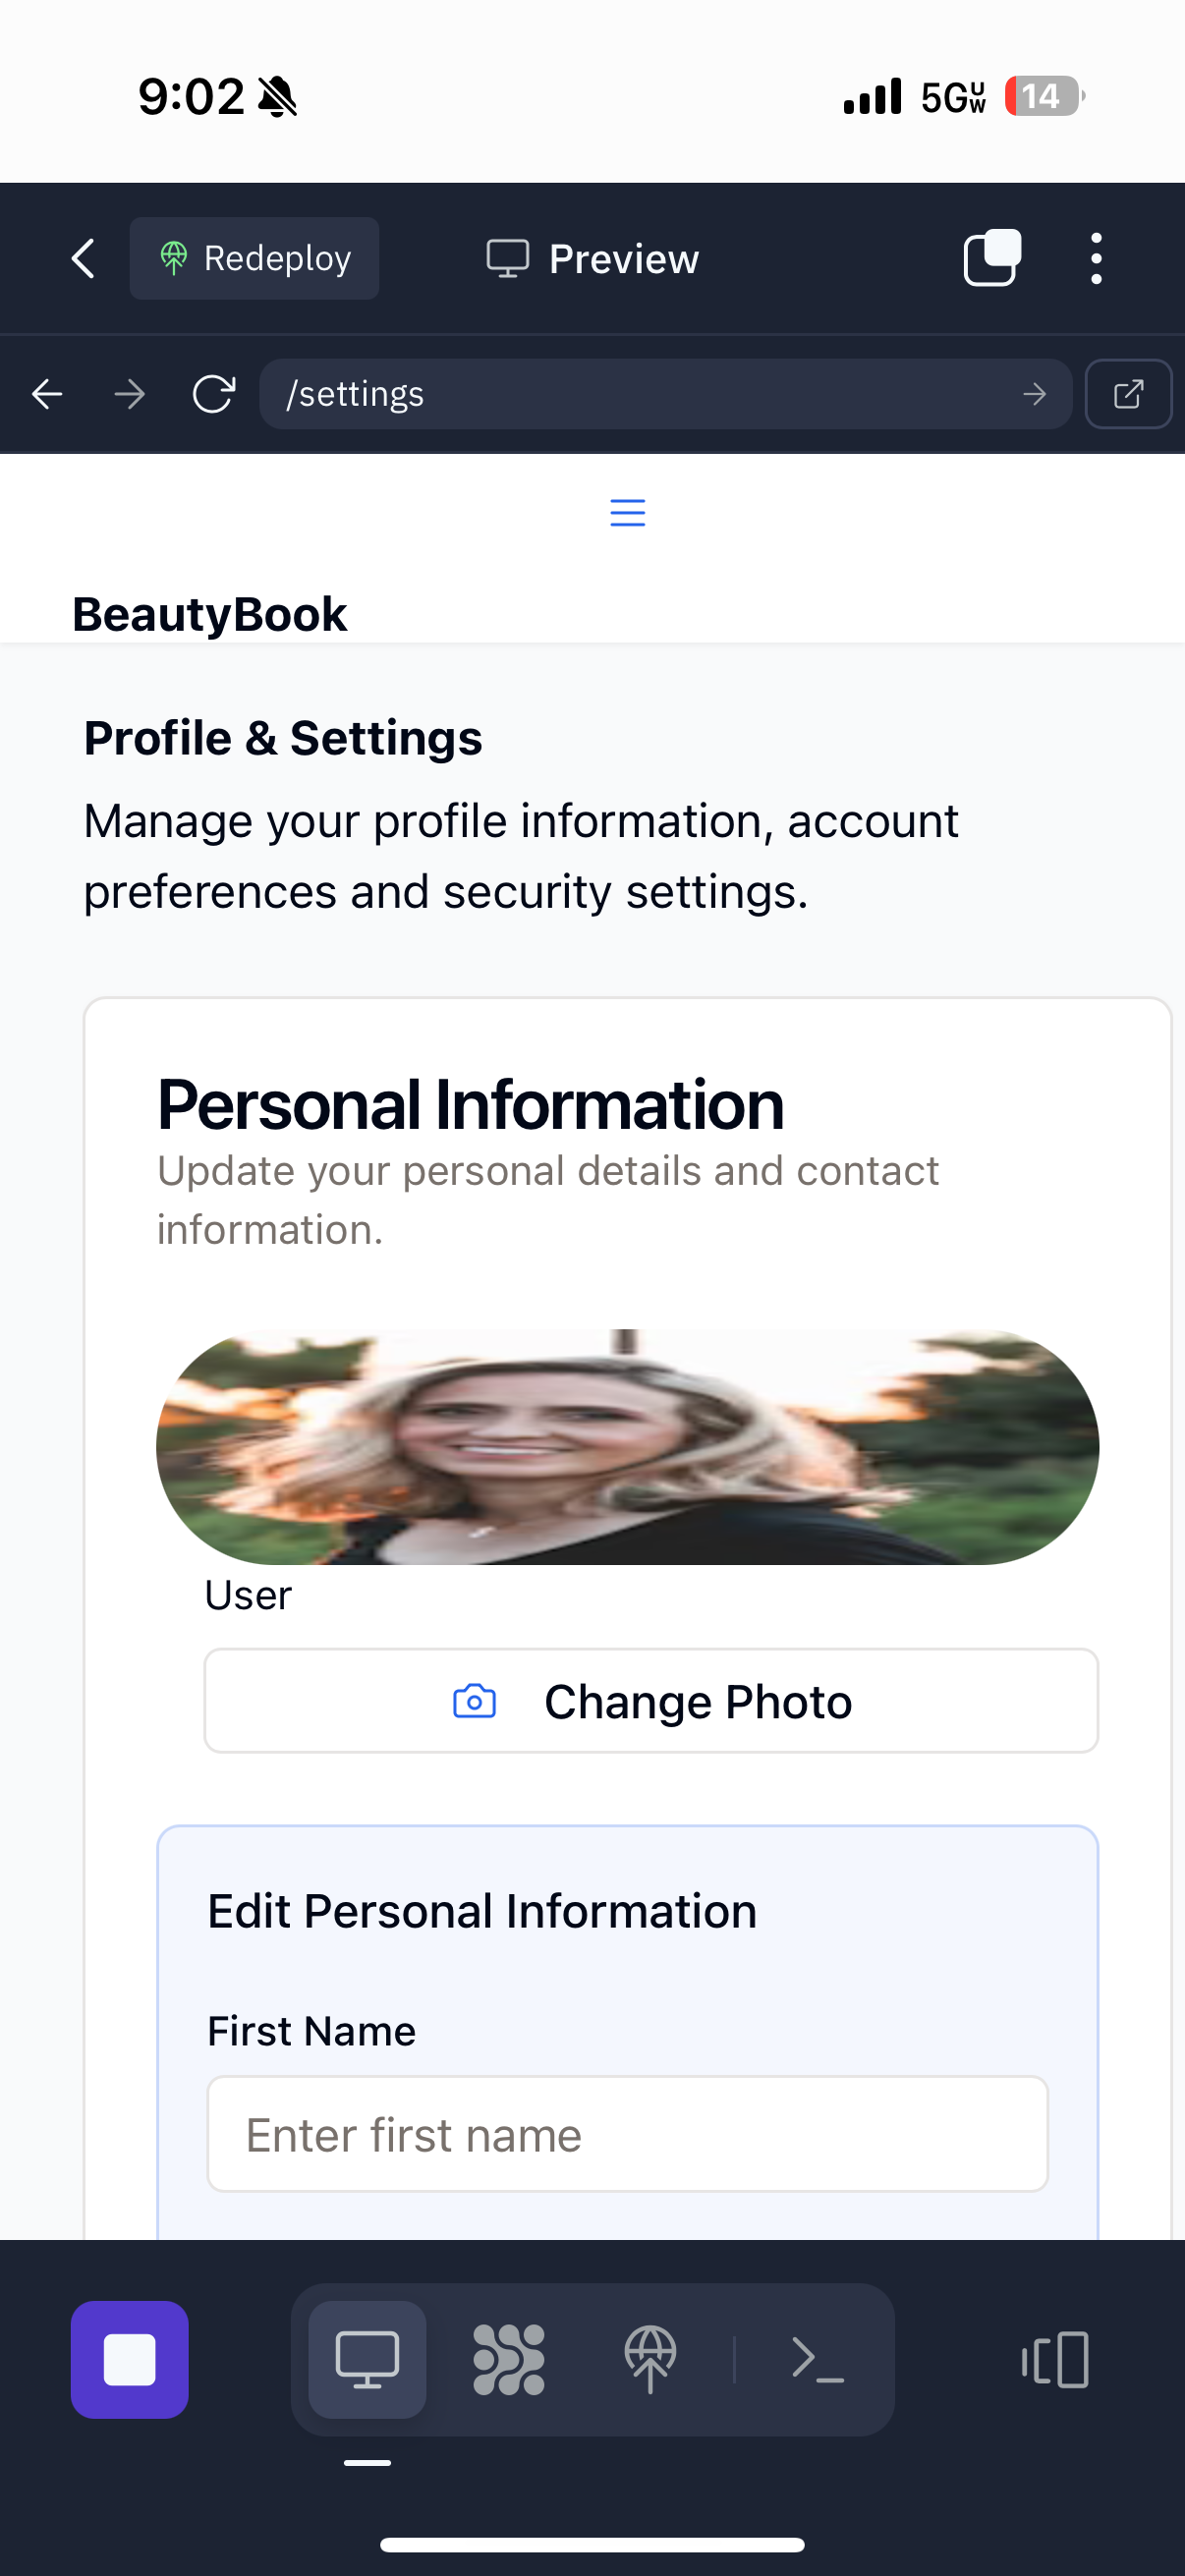 9:02
5GUW
14
Redeploy
Preview
/settings
BeautyBook
Profile & Settings
Manage your profile information, account
preferences and security settings.
Personal Information
Update your personal details and contact
information.
User
Change Photo
Edit Personal Information
First Name
Enter first name